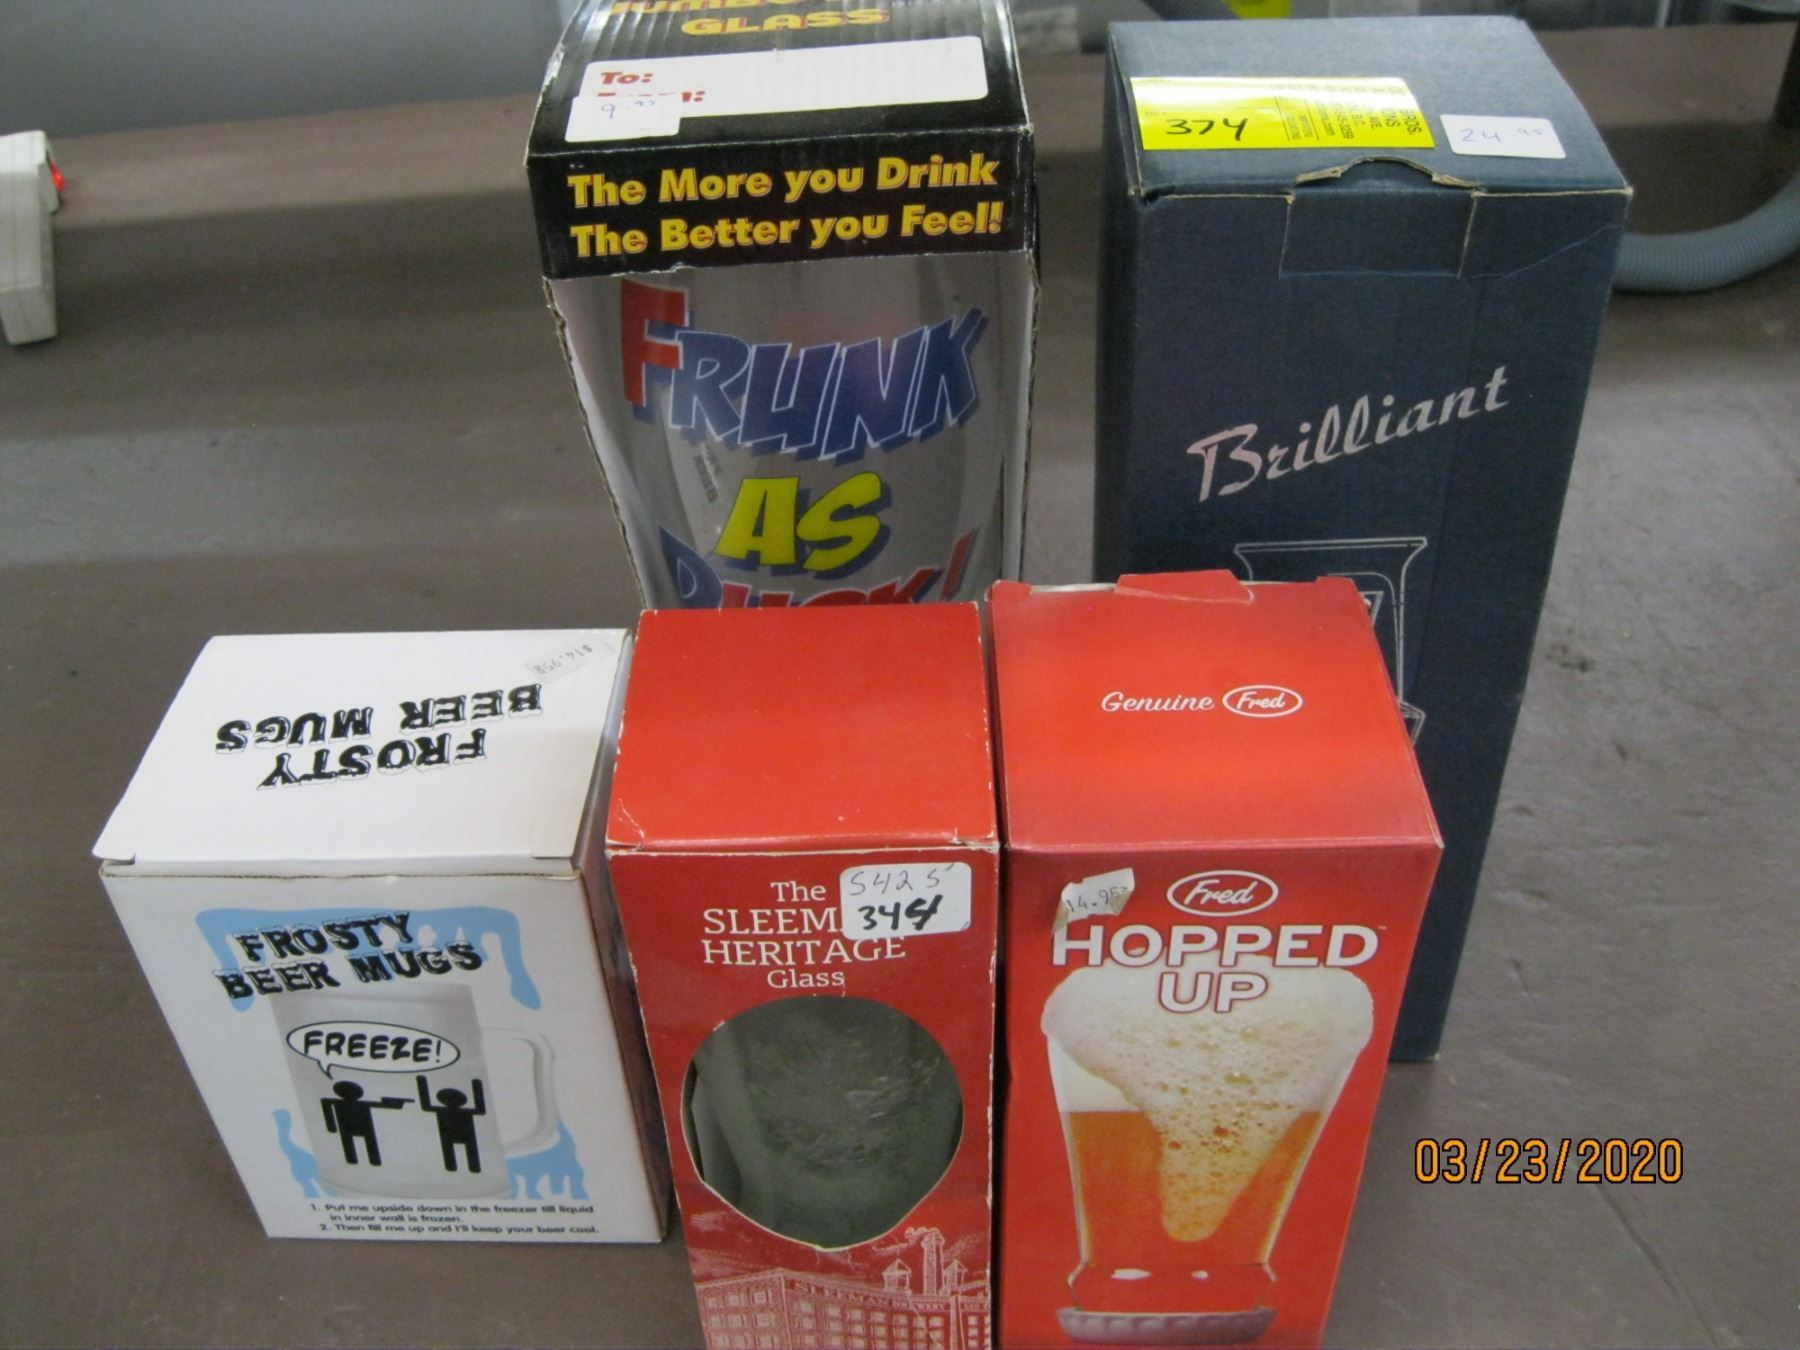 GLASS
To:
9.95
The More you Drink
The Better you Feel!
FRUNK
AS
374
24.95
Brilliant
$14.95
FROSTY
BEER MUGS
FROSTY
BEER MUGS
FREEZE!
1. Put me upside down in the freezer till liquid
in inner wall is frozen.
2. Then fill me up and I'll keep your beer cool.
The
HERITAGE
Glass
5425
344
SLEEMAN BREWERY
Genuine Fred
14.95
Fred
HOPPED
UP
03/23/2020